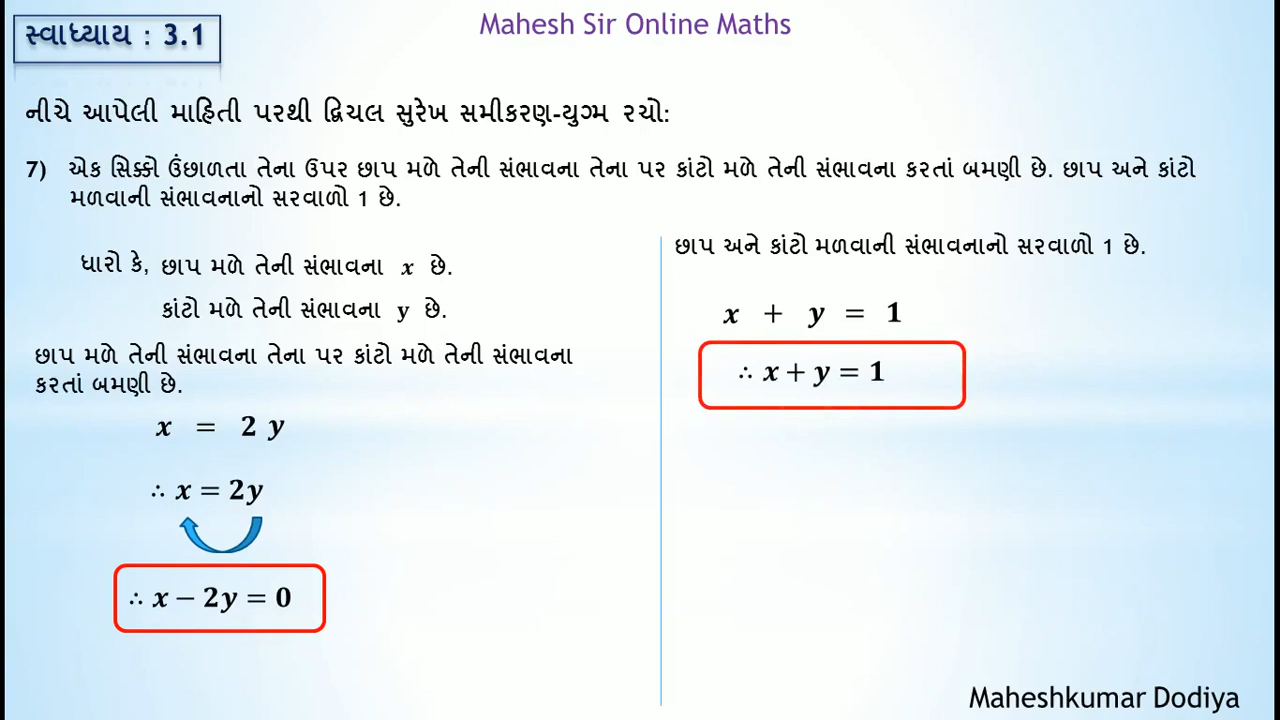 સ્વાધ્યાય : 3.1
Mahesh Sir Online Maths
નીચે આપેલી માહિતી પરથી દ્વિચલ સુરેખ સમીકરણ-યુગ્મ રચો:
7) એક સિક્કો ઉંછાળતા તેના ઉપર છાપ મળે તેની સંભાવના તેના પર કાંટો મળે તેની સંભાવના કરતાં બમણી છે. છાપ અને કાંટો
મળવાની સંભાવનાનો સરવાળો 1 છે.
ધારો કે, છાપ મળે તેની સંભાવના x છે.
કાંટો મળે તેની સંભાવના y છે.
છાપ મળે તેની સંભાવના તેના પર કાંટો મળે તેની સંભાવના
કરતાં બમણી છે.
x = 2 y
∴ x = 2y
∴ x − 2y = 0
છાપ અને કાંટો મળવાની સંભાવનાનો સરવાળો 1 છે.
x + y = 1
∴ x + y = 1
Maheshkumar Dodiya